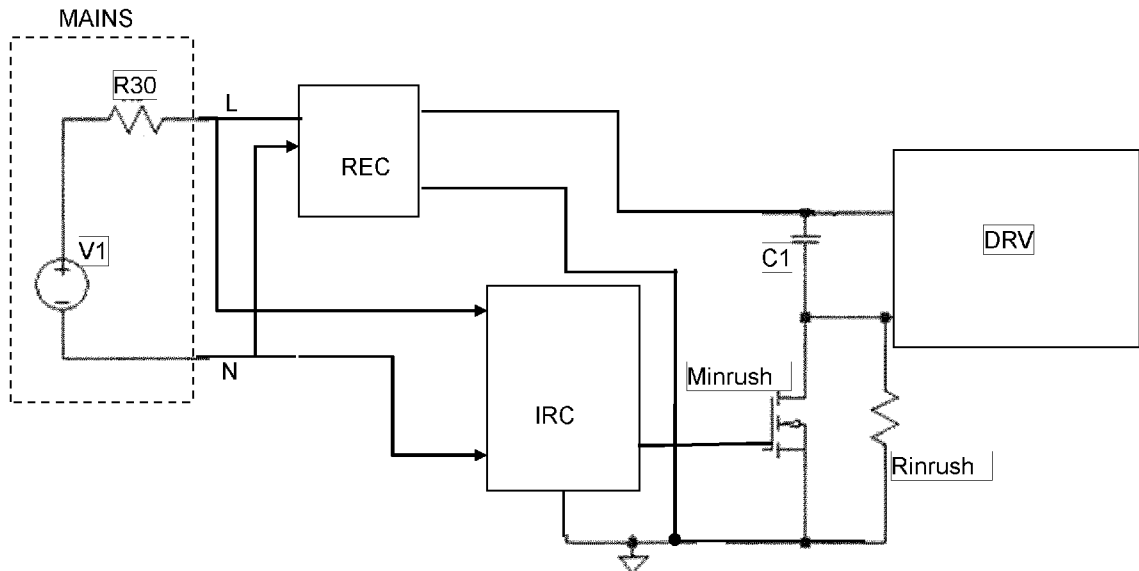 MAINS
R30
L
REC
V1
C1
DRV
N
Minrush
IRC
Rinrush